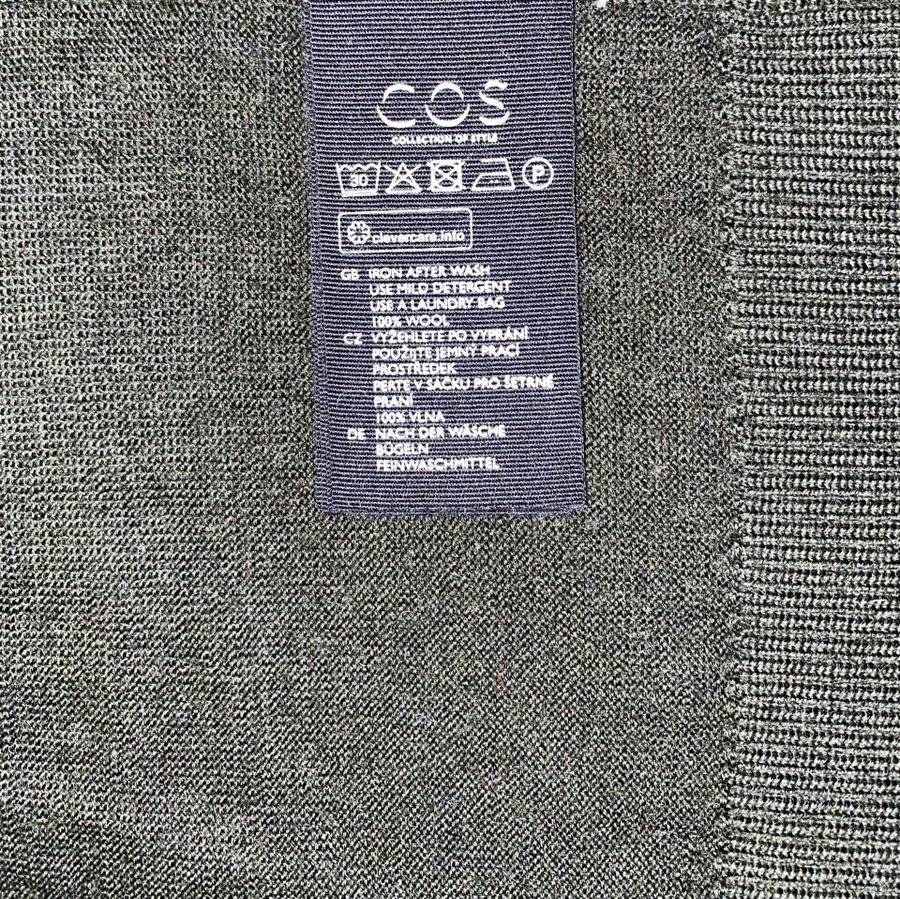 COS
COLLECTION OF STYLE
30 P
clevercare.info
GB IRON AFTER WASH
USE MILD DETERGENT
USE A LAUNDRY BAG
100% WOOL
CZ VYŽEHLETE PO VYPRÁNÍ
POUŽIJTE JEMNÝ PRACÍ
PROSTŘEDEK
PERTE V SÁČKU PRO ŠETRNÉ
PRANÍ
100% VLNA
DE NACH DER WÄSCHE
BÜGELN
FEINWASCHMITTEL